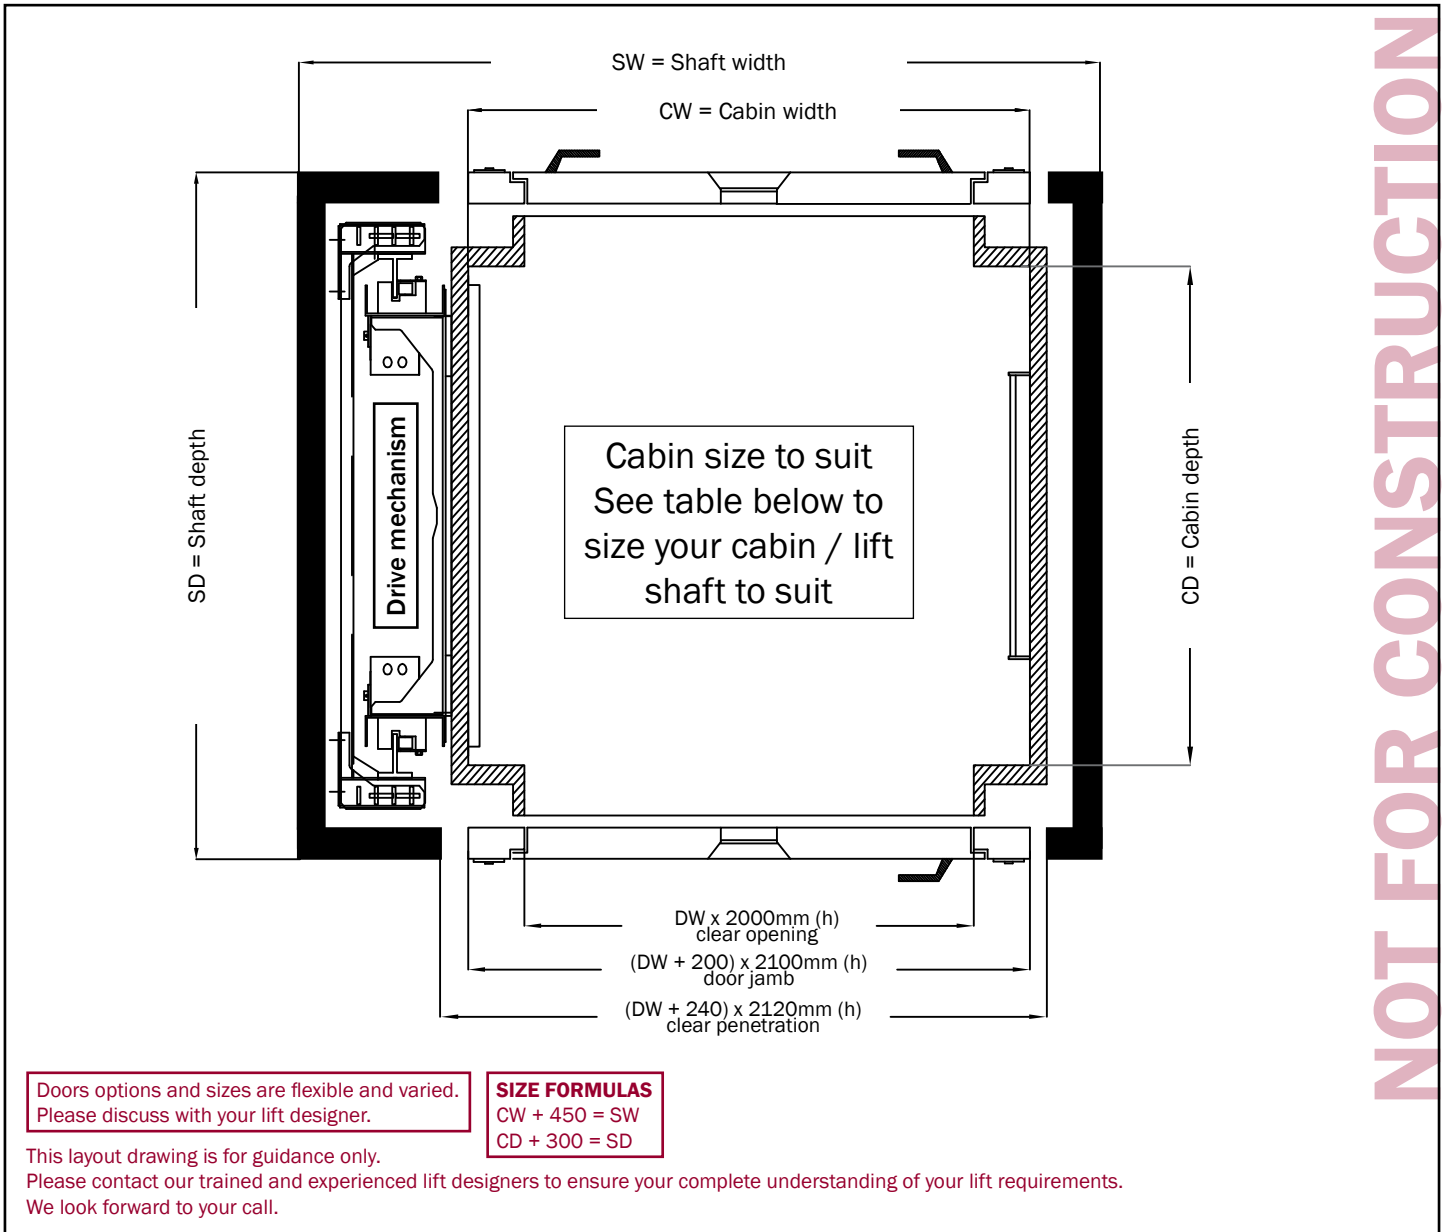 SW = Shaft width
CW = Cabin width
SD = Shaft depth
Drive mechanism
Cabin size to suit
See table below to
size your cabin / lift
shaft to suit
CD = Cabin depth
NOT FOR CONSTRUCTION
DW x 2000mm (h)
clear opening
(DW + 200) x 2100mm (h)
door jamb
(DW + 240) x 2120mm (h)
clear penetration
Doors options and sizes are flexible and varied.
Please discuss with your lift designer.
SIZE FORMULAS
CW + 450 = SW
CD + 300 = SD
This layout drawing is for guidance only.
Please contact our trained and experienced lift designers to ensure your complete understanding of your lift requirements.
We look forward to your call.